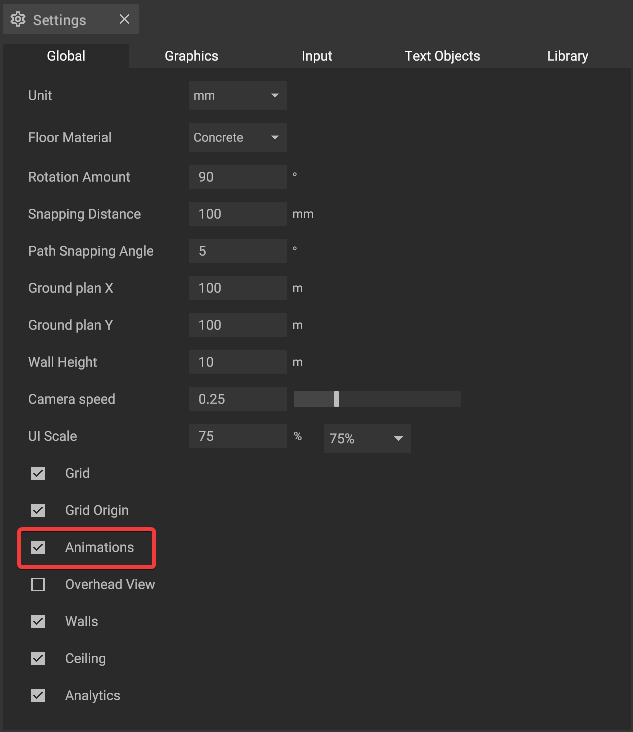 Settings
Global Graphics Input Text Objects Library
Unit mm
Floor Material Concrete
Rotation Amount 90 °
Snapping Distance 100 mm
Path Snapping Angle 5 °
Ground plan X 100 m
Ground plan Y 100 m
Wall Height 10 m
Camera speed 0.25
UI Scale 75 % 75%
Grid
Grid Origin
Animations
Overhead View
Walls
Ceiling
Analytics